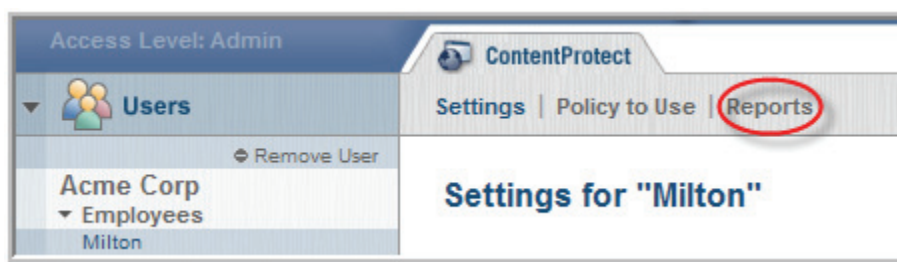 Access Level: Admin
ContentProtect
Users
Settings | Policy to Use | Reports
Remove User
Acme Corp
Employees
Milton
Settings for "Milton"